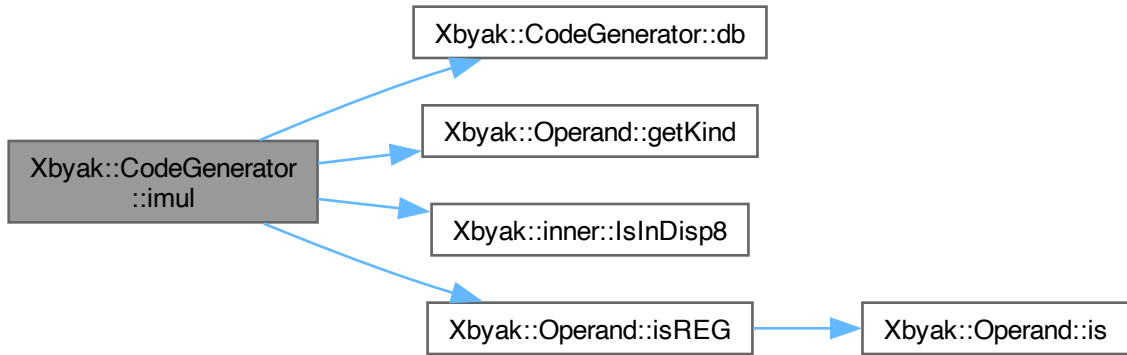 Xbyak::CodeGenerator::db
Xbyak::Operand::getKind
Xbyak::CodeGenerator
::imul
Xbyak::inner::IsInDisp8
Xbyak::Operand::isREG
Xbyak::Operand::is